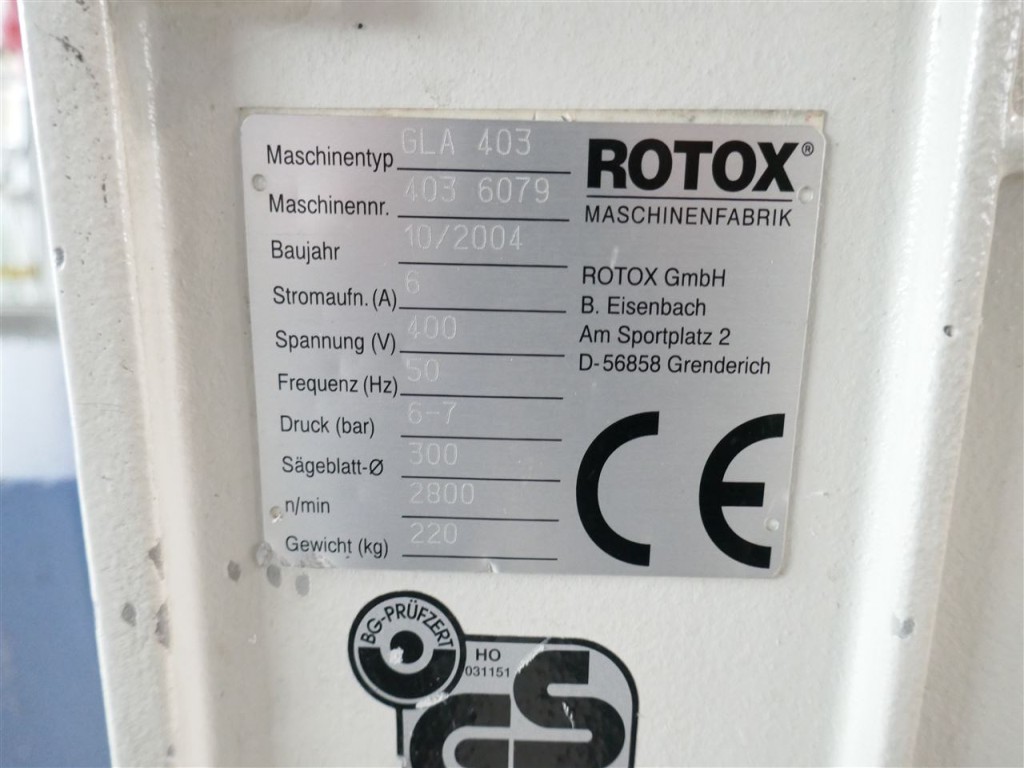 Maschinentyp GLA 403
Maschinennr. 403 6079
Baujahr 10/2004
Stromaufn. (A) 6
Spannung (V) 400
Frequenz (Hz) 50
Druck (bar) 6-7
Sägeblatt-Ø 300
n/min 2800
Gewicht (kg) 220
ROTOX®
MASCHINENFABRIK
ROTOX GmbH
B. Eisenbach
Am Sportplatz 2
D-56858 Grenderich
CE
BG-PRÜFZERT
HO
031151
GS